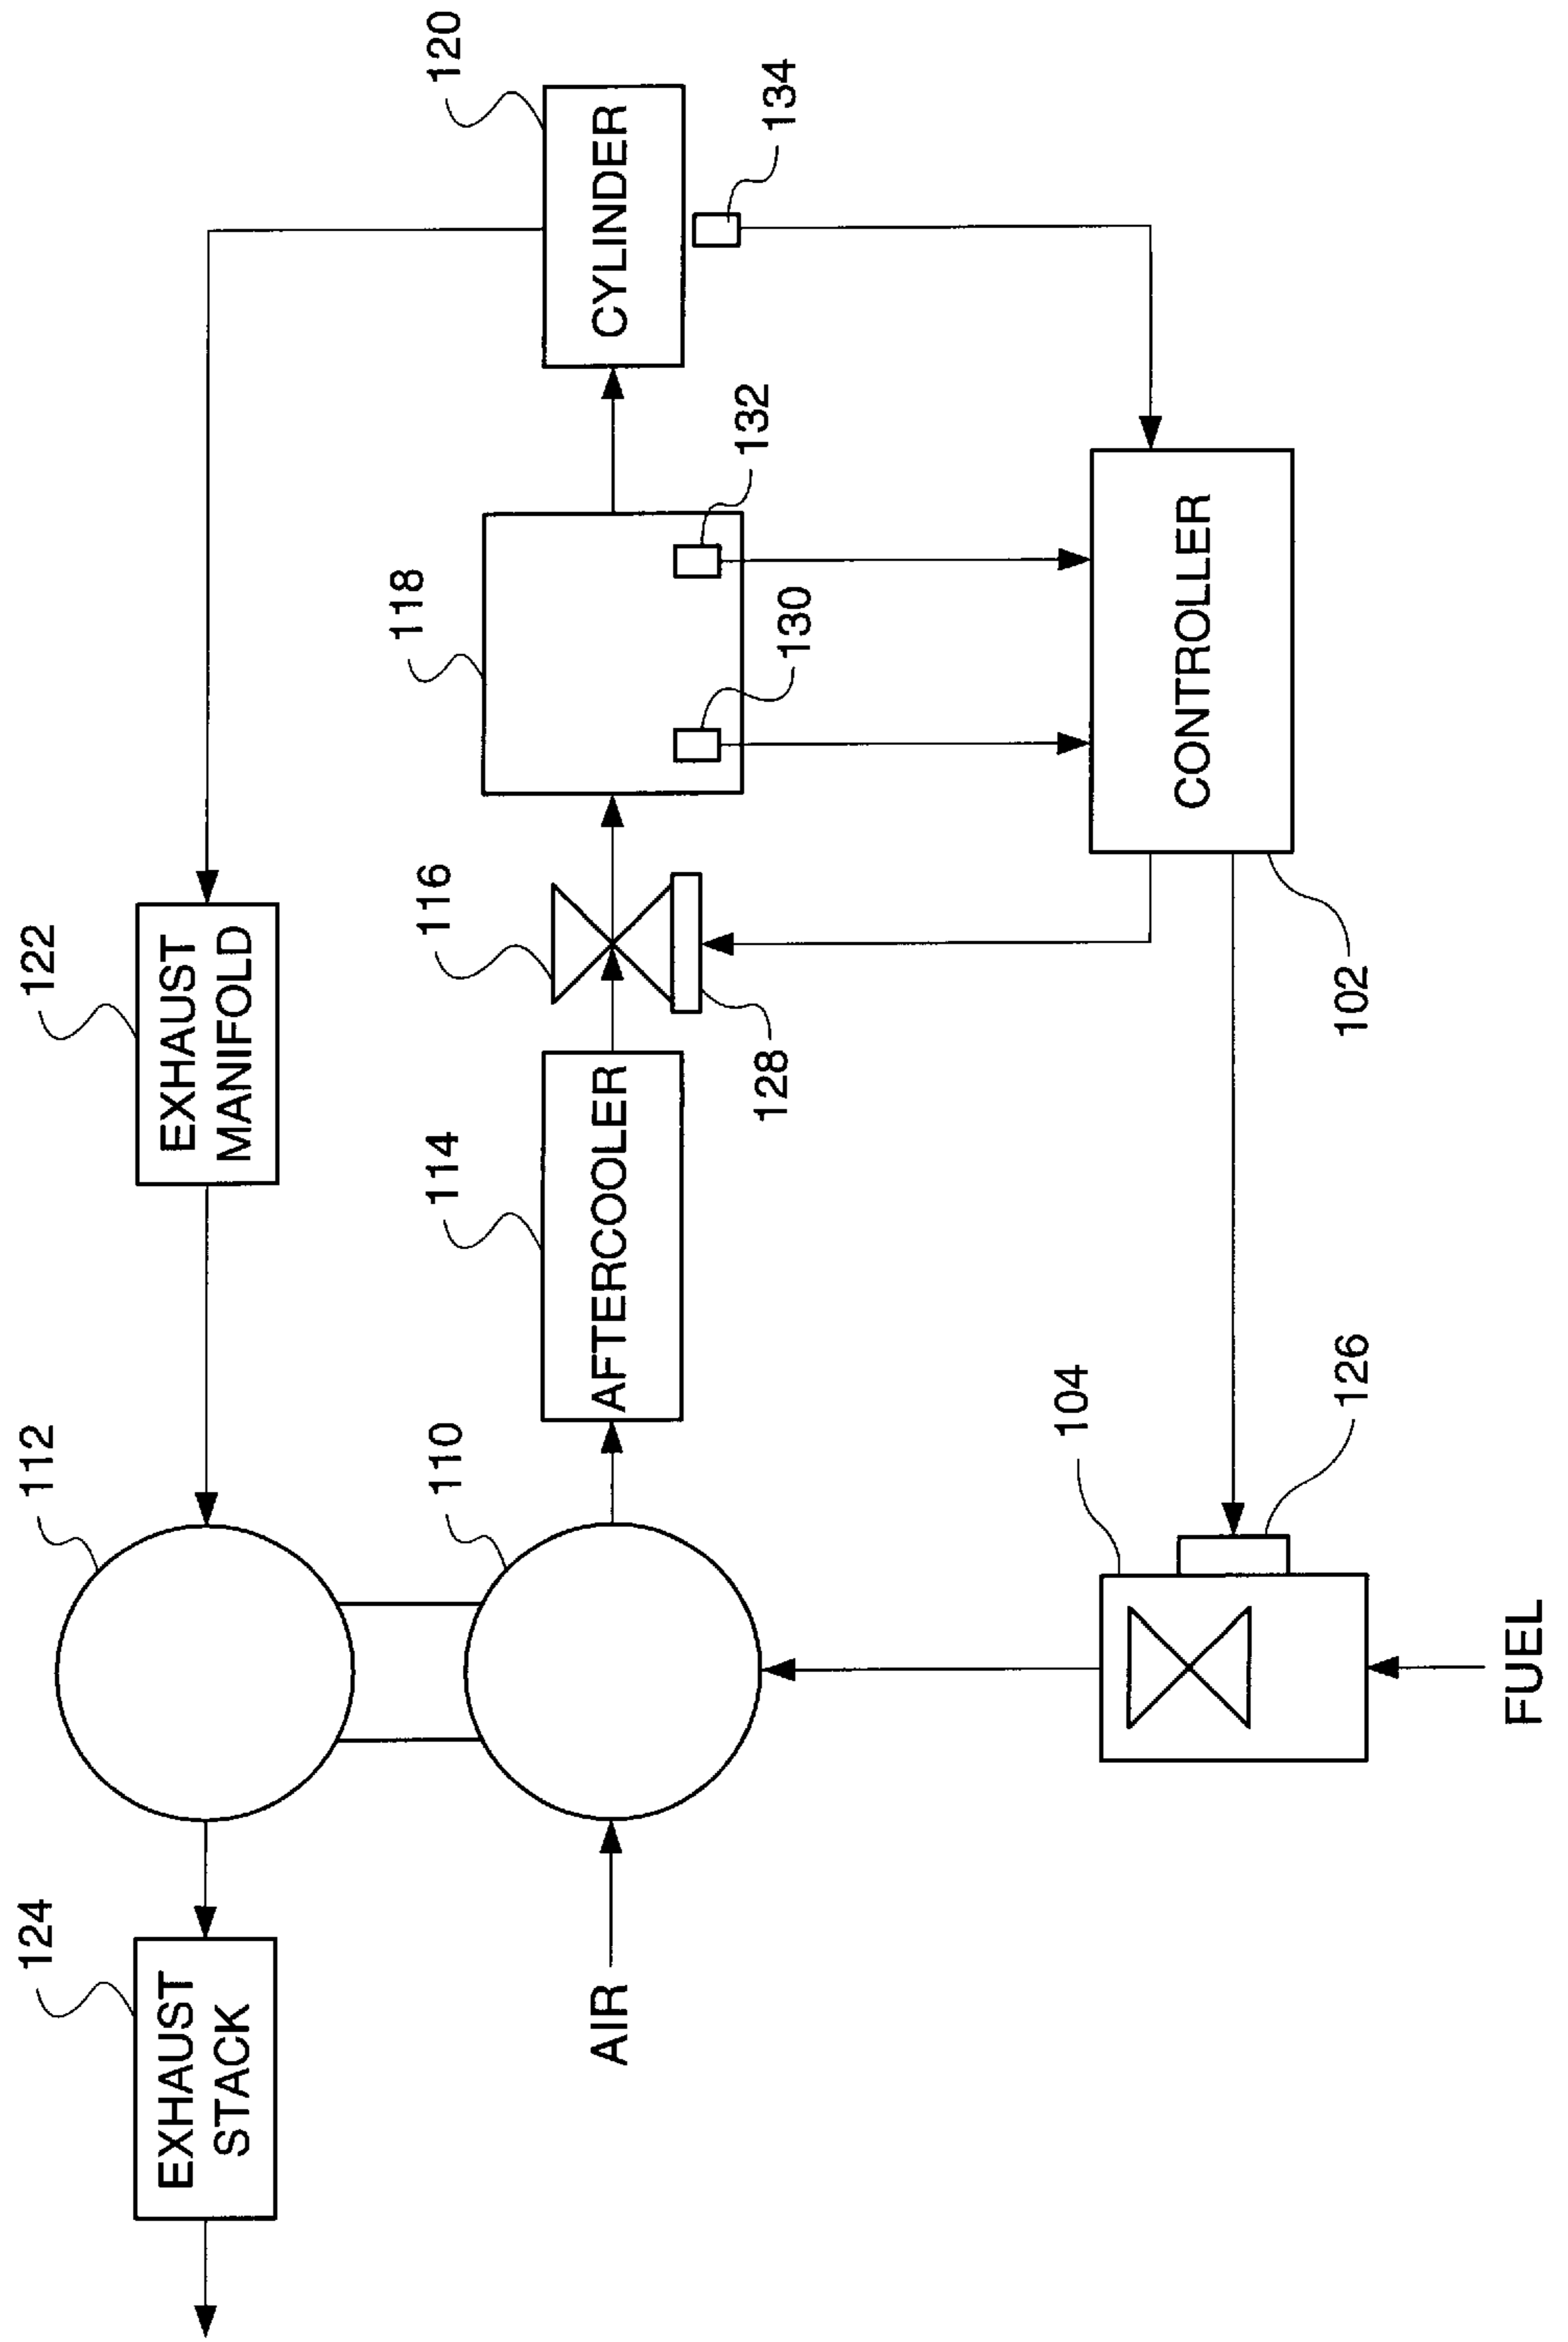 124
EXHAUST
STACK
112
122
EXHAUST
MANIFOLD
AIR
110
114
AFTERCOOLER
116
128
118
130
132
120
CYLINDER
134
FUEL
104
126
102
CONTROLLER